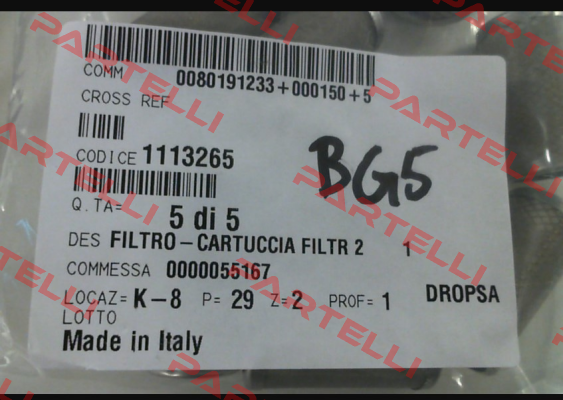 COMM 0080191233+000150+5
CROSS REF
CODICE 1113265
BG5
Q.TA= 5 di 5
DES FILTRO-CARTUCCIA FILTR 2 1
COMMESSA 0000055167
LOCAZ= K-8 P= 29 Z=2 PROF= 1 DROPSA
LOTTO
Made in Italy
PARTELLI
PARTELLI
PARTELLI
PARTELLI
PARTELLI
PARTELLI